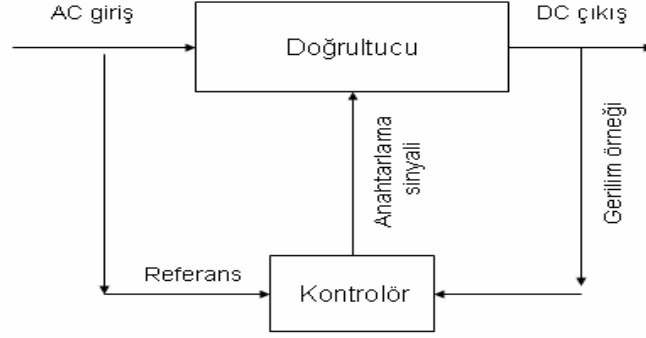 AC giriş
DC çıkış
Doğrultucu
Anahtarlama
sinyali
Gerilim örneği
Referans
Kontrolör